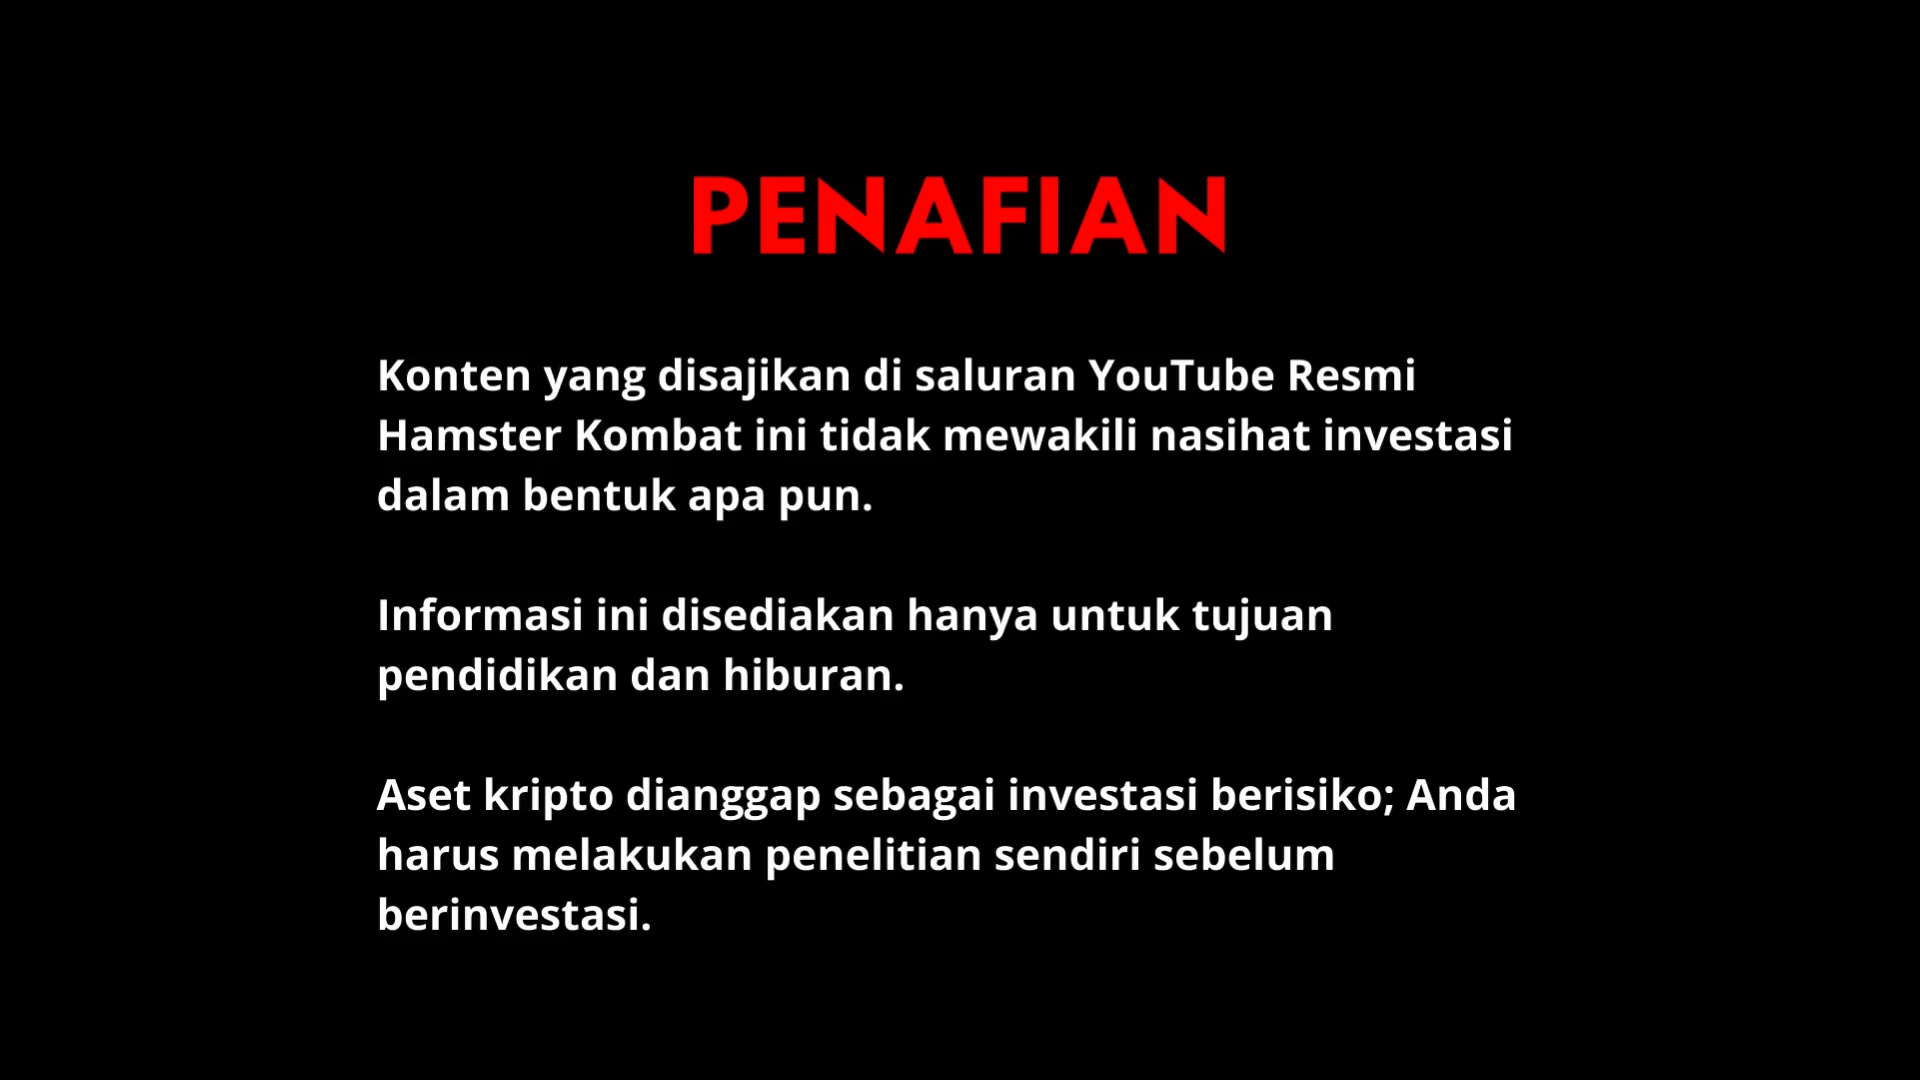 PENAFIAN
Konten yang disajikan di saluran YouTube Resmi
Hamster Kombat ini tidak mewakili nasihat investasi
dalam bentuk apa pun.
Informasi ini disediakan hanya untuk tujuan
pendidikan dan hiburan.
Aset kripto dianggap sebagai investasi berisiko; Anda
harus melakukan penelitian sendiri sebelum
berinvestasi.